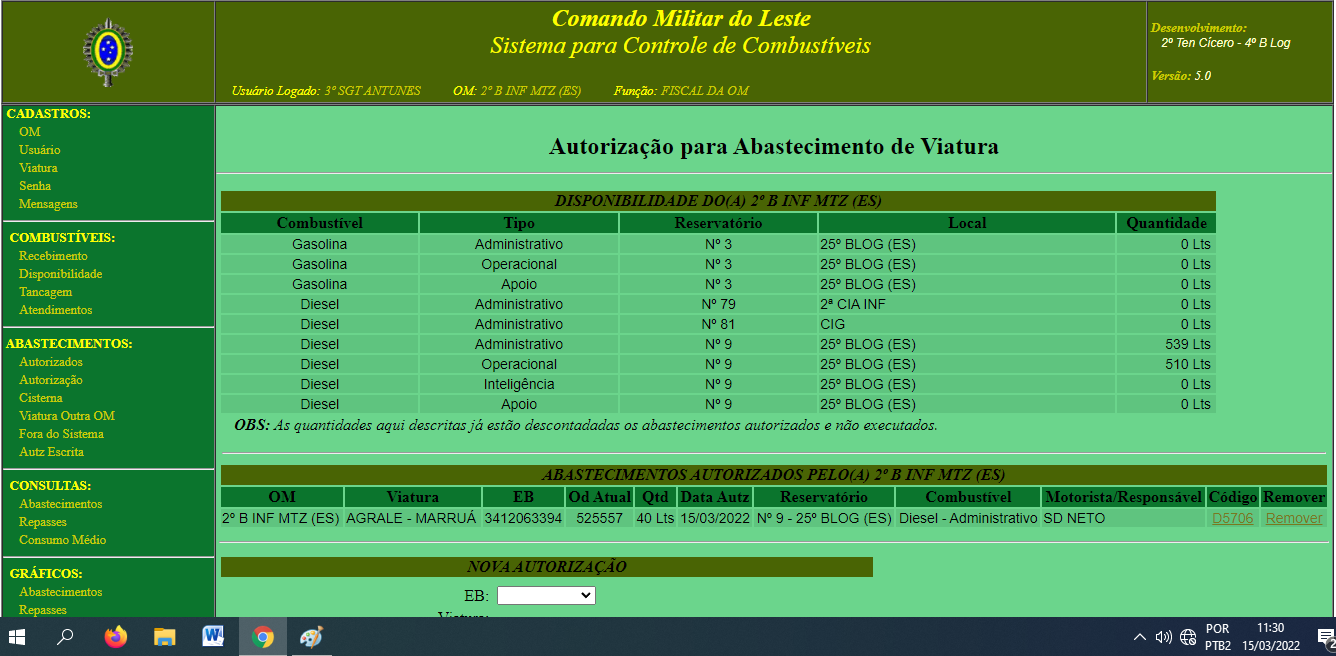 Comando Militar do Leste
Sistema para Controle de Combustíveis
Usuário Logado: 3º SGT ANTUNES OM: 2º B INF MTZ (ES) Função: FISCAL DA OM
Desenvolvimento:
2º Ten Cícero - 4º B Log
Versão: 5.0
CADASTROS:
OM
Usuário
Viatura
Senha
Mensagens
COMBUSTÍVEIS:
Recebimento
Disponibilidade
Tancagem
Atendimentos
ABASTECIMENTOS:
Autorizados
Autorização
Cisterna
Viatura Outra OM
Fora do Sistema
Autz Escrita
CONSULTAS:
Abastecimentos
Repasses
Consumo Médio
GRÁFICOS:
Abastecimentos
Repasses
Autorização para Abastecimento de Viatura
DISPONIBILIDADE DO(A) 2º B INF MTZ (ES)
Combustível Tipo Reservatório Local Quantidade
Gasolina Administrativo Nº 3 25º BLOG (ES) 0 Lts
Gasolina Operacional Nº 3 25º BLOG (ES) 0 Lts
Gasolina Apoio Nº 3 25º BLOG (ES) 0 Lts
Diesel Administrativo Nº 79 2ª CIA INF 0 Lts
Diesel Administrativo Nº 81 CIG 0 Lts
Diesel Administrativo Nº 9 25º BLOG (ES) 539 Lts
Diesel Operacional Nº 9 25º BLOG (ES) 510 Lts
Diesel Inteligência Nº 9 25º BLOG (ES) 0 Lts
Diesel Apoio Nº 9 25º BLOG (ES) 0 Lts
OBS: As quantidades aqui descritas já estão descontadadas os abastecimentos autorizados e não executados.
ABASTECIMENTOS AUTORIZADOS PELO(A) 2º B INF MTZ (ES)
OM Viatura EB Od Atual Qtd Data Autz Reservatório Combustível Motorista/Responsável Código Remover
2º B INF MTZ (ES) AGRALE - MARRUÁ 3412063394 525557 40 Lts 15/03/2022 Nº 9 - 25º BLOG (ES) Diesel - Administrativo SD NETO D5706 Remover
NOVA AUTORIZAÇÃO
EB:
Viatura:
POR
PTB2
11:30
15/03/2022
2